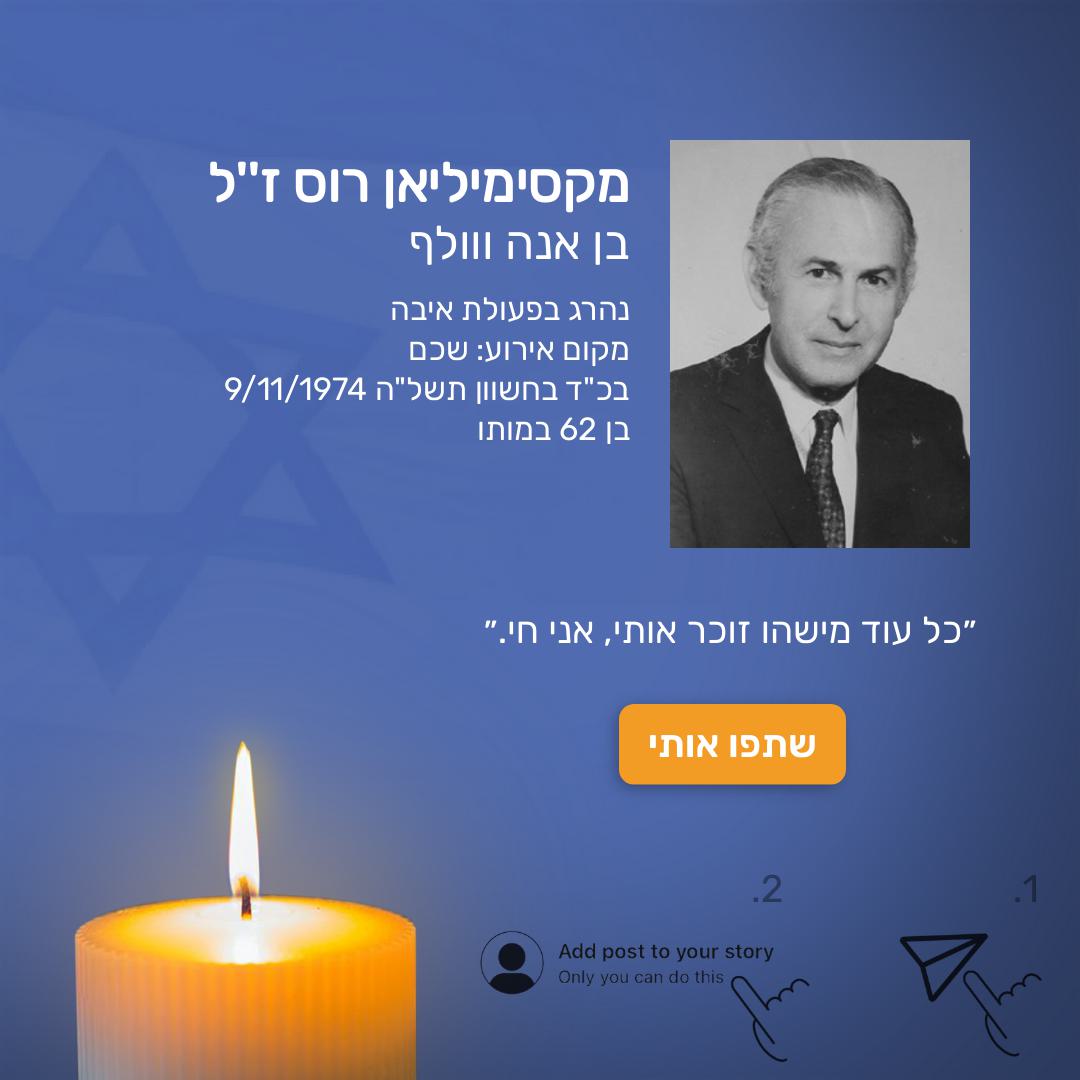 מקסימיליאן רוס ז"ל
בן אנה ווולף
נהרג בפעולת איבה
מקום אירוע: שכם
בכ"ד בחשוון תשל"ה 9/11/1974
בן 62 במותו
"כל עוד מישהו זוכר אותי, אני חי."
שתפו אותי
1.
2.
Add post to your story
Only you can do this